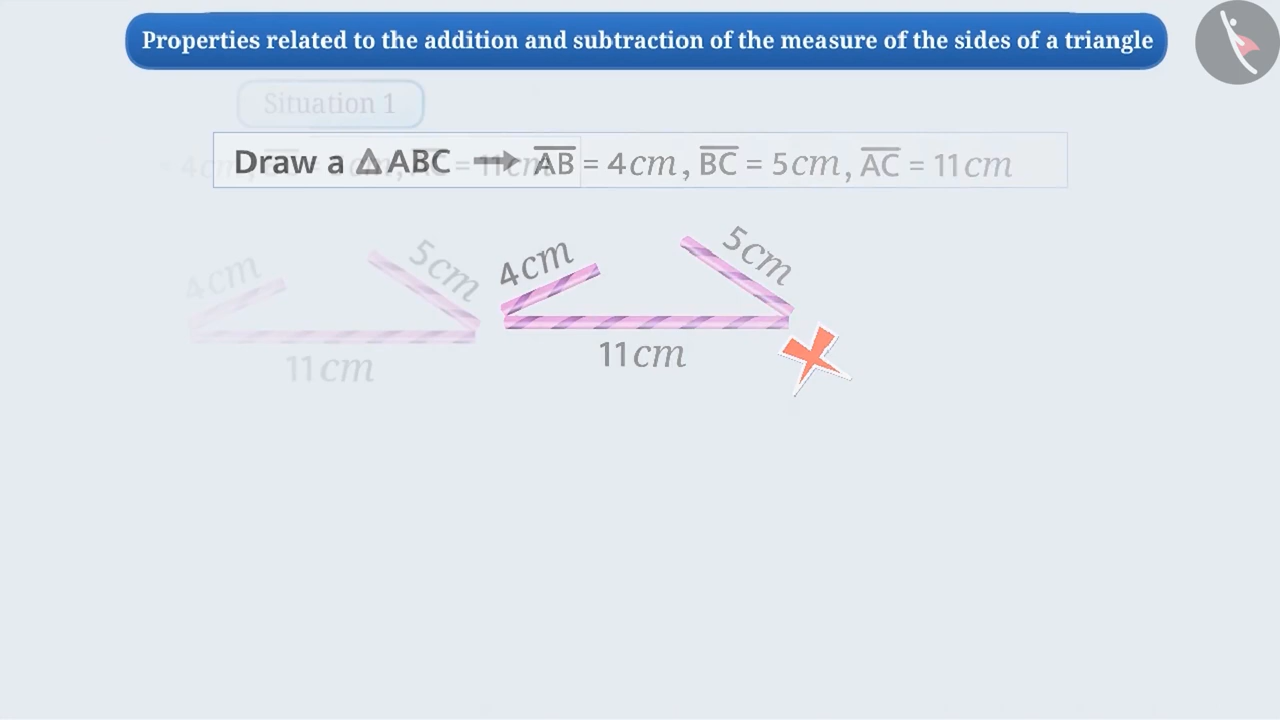 Properties related to the addition and subtraction of the measure of the sides of a triangle
Situation 1
Draw a △ABC → AB = 4cm, BC = 5cm, AC = 11cm
4cm 5cm 4cm 5cm
11cm 11cm